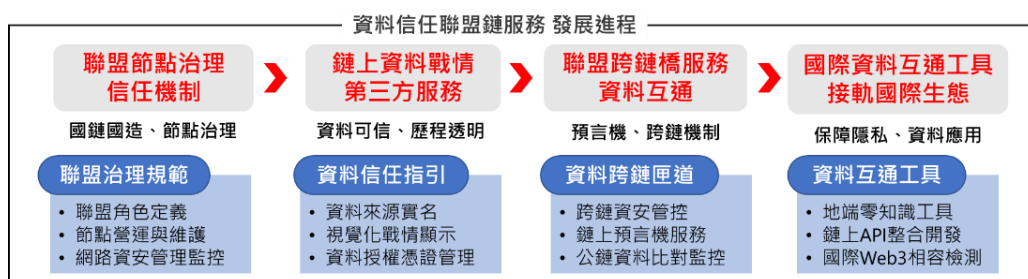 資料信任聯盟鏈服務 發展進程
聯盟節點治理
信任機制
國鏈國造、節點治理
聯盟治理規範
• 聯盟角色定義
• 節點營運與維護
• 網路資安管理監控
鏈上資料戰情
第三方服務
資料可信、歷程透明
資料信任指引
• 資料來源實名
• 視覺化戰情顯示
• 資料授權憑證管理
聯盟跨鏈橋服務
資料互通
預言機、跨鏈機制
資料跨鏈匣道
• 跨鏈資安管控
• 鏈上預言機服務
• 公鏈資料比對監控
國際資料互通工具
接軌國際生態
保障隱私、資料應用
資料互通工具
• 地端零知識工具
• 鏈上API整合開發
• 國際Web3相容檢測